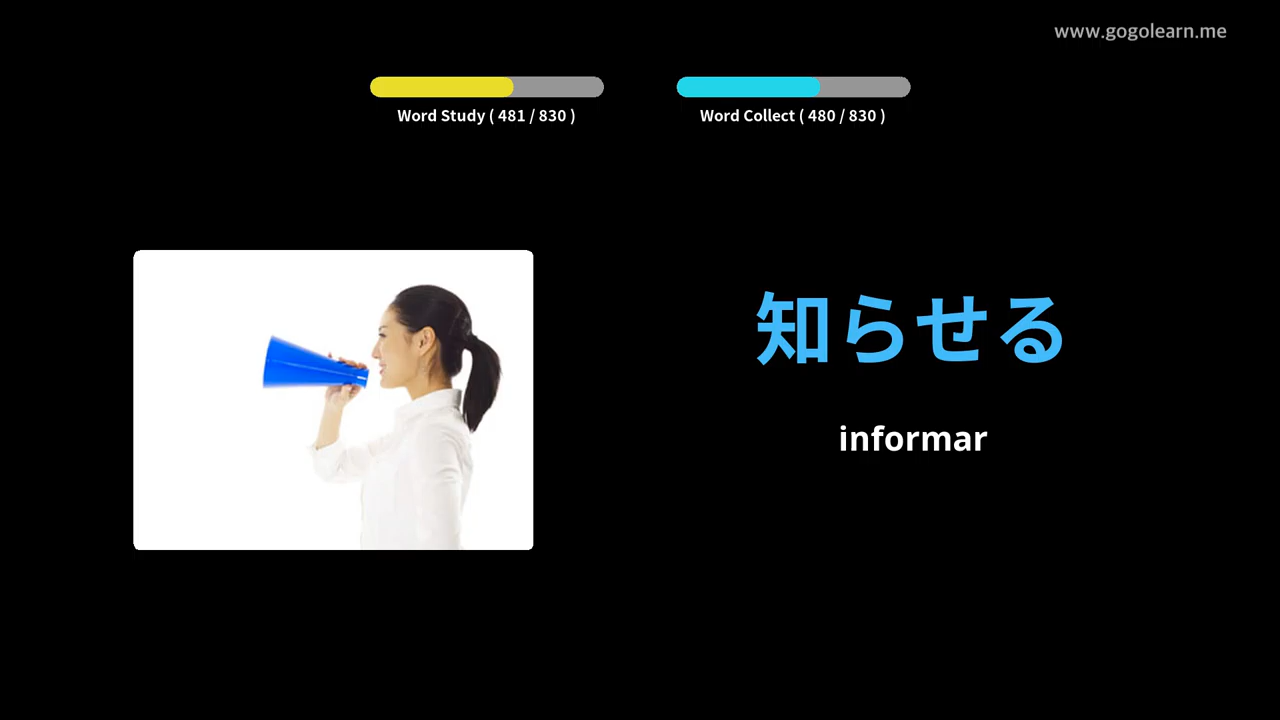 www.gogolearn.me
Word Study ( 481 / 830 )
Word Collect ( 480 / 830 )
知らせる
informar